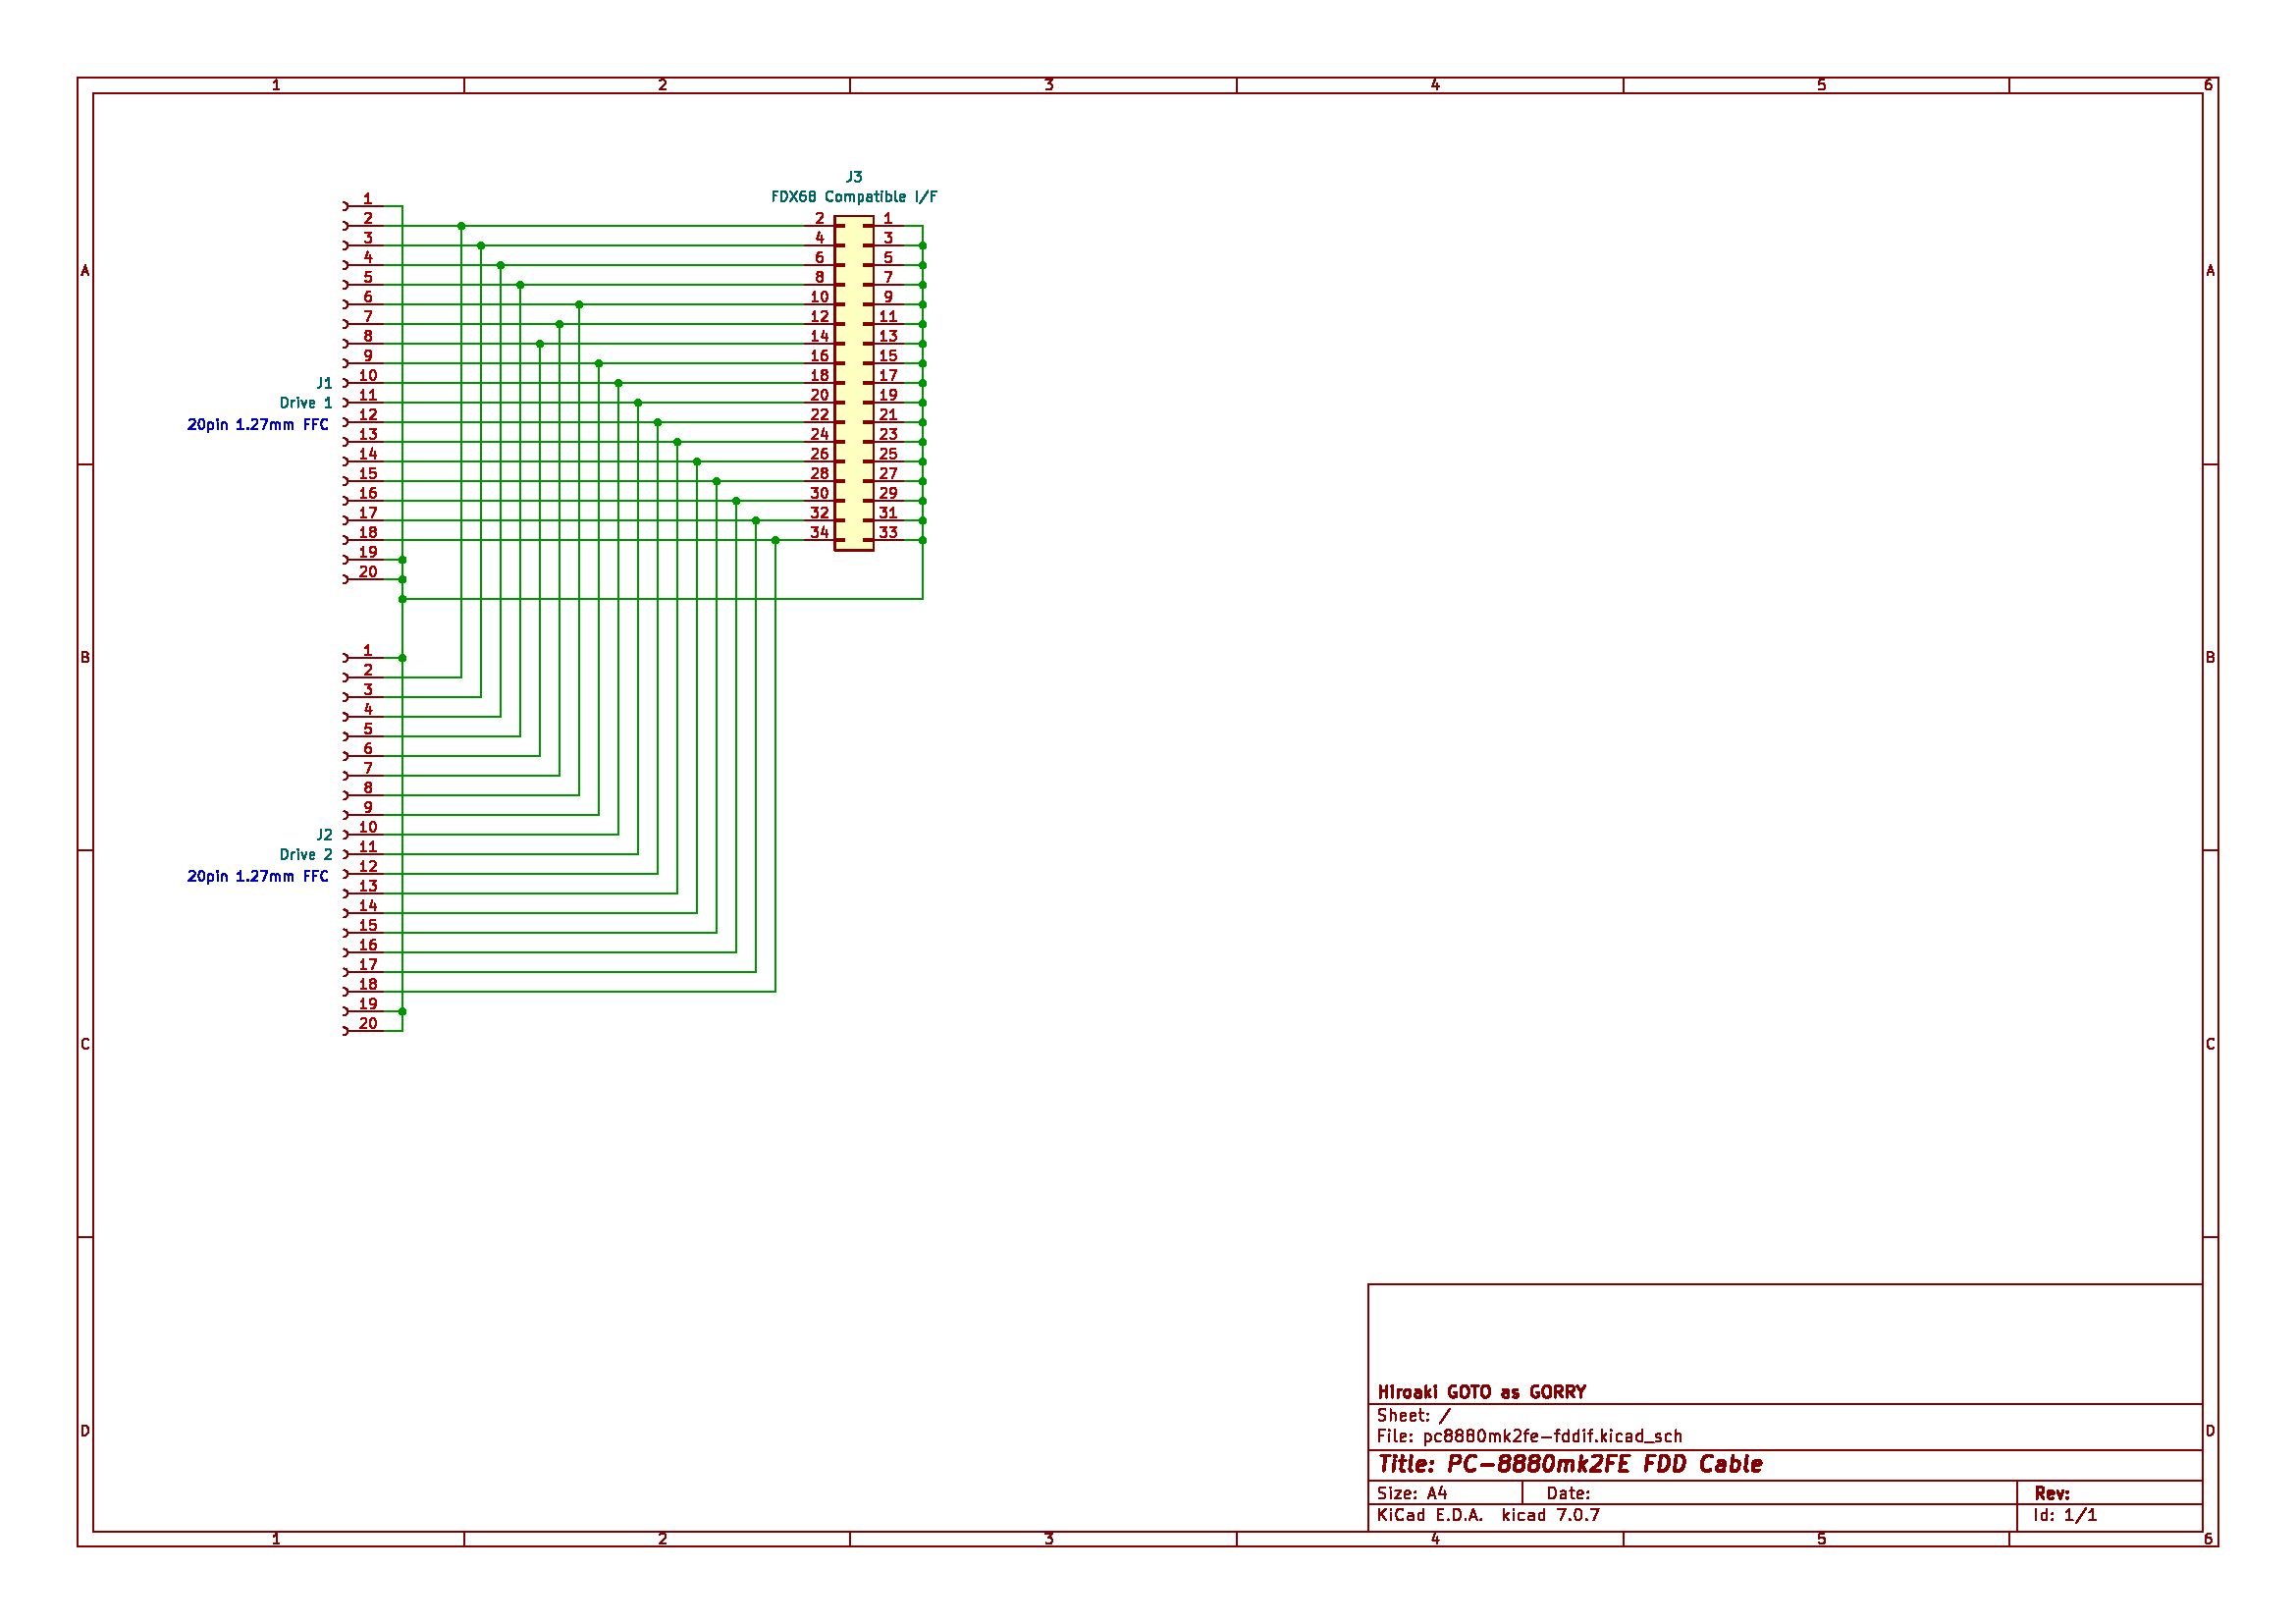 1 2 3 4 5 6
A A
B B
C C
D D
J3
FDX68 Compatible I/F
1
2
3
4
5
6
7
8
9
10
11
12
13
14
15
16
17
18
19
20
J1
Drive 1
20pin 1.27mm FFC
2 1
4 3
6 5
8 7
10 9
12 11
14 13
16 15
18 17
20 19
22 21
24 23
26 25
28 27
30 29
32 31
34 33
1
2
3
4
5
6
7
8
9
10
11
12
13
14
15
16
17
18
19
20
J2
Drive 2
20pin 1.27mm FFC
Hiroaki GOTO as GORRY
Sheet: /
File: pc8880mk2fe-fddif.kicad_sch
Title: PC-8880mk2FE FDD Cable
Size: A4 Date: Rev:
KiCad E.D.A. kicad 7.0.7 Id: 1/1
1 2 3 4 5 6